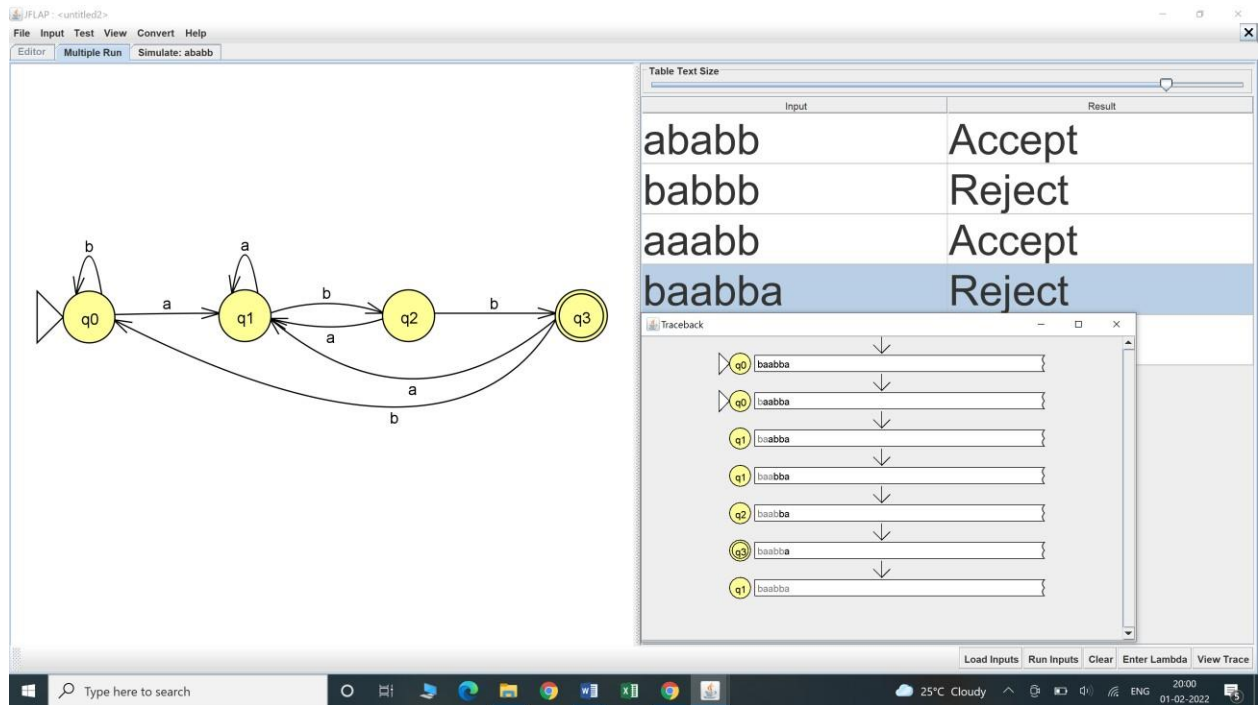 JFLAP : <untitled2>
File Input Test View Convert Help
Editor Multiple Run Simulate: ababb
Table Text Size
Input Result
ababb Accept
babbb Reject
aaabb Accept
baabba Reject
b
a
a
b
b
q0
q1
q2
q3
a
a
b
Traceback
q0 baabba
q0 baabba
q1 baabba
q1 baabba
q2 baabba
q3 baabba
q1 baabba
Load Inputs Run Inputs Clear Enter Lambda View Trace
Type here to search
25°C Cloudy ENG 20:00
01-02-2022
5